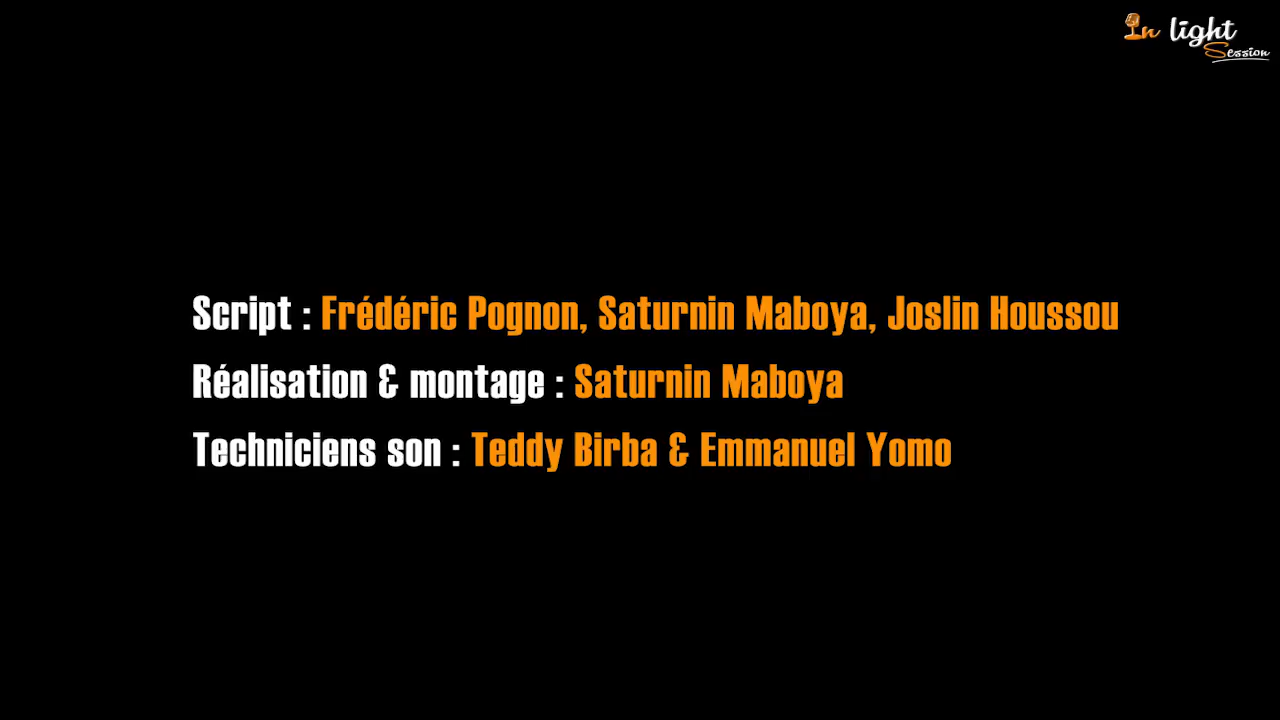 In light
Session
Script : Frédéric Pognon, Saturnin Maboya, Joslin Houssou
Réalisation & montage : Saturnin Maboya
Techniciens son : Teddy Birba & Emmanuel Yomo